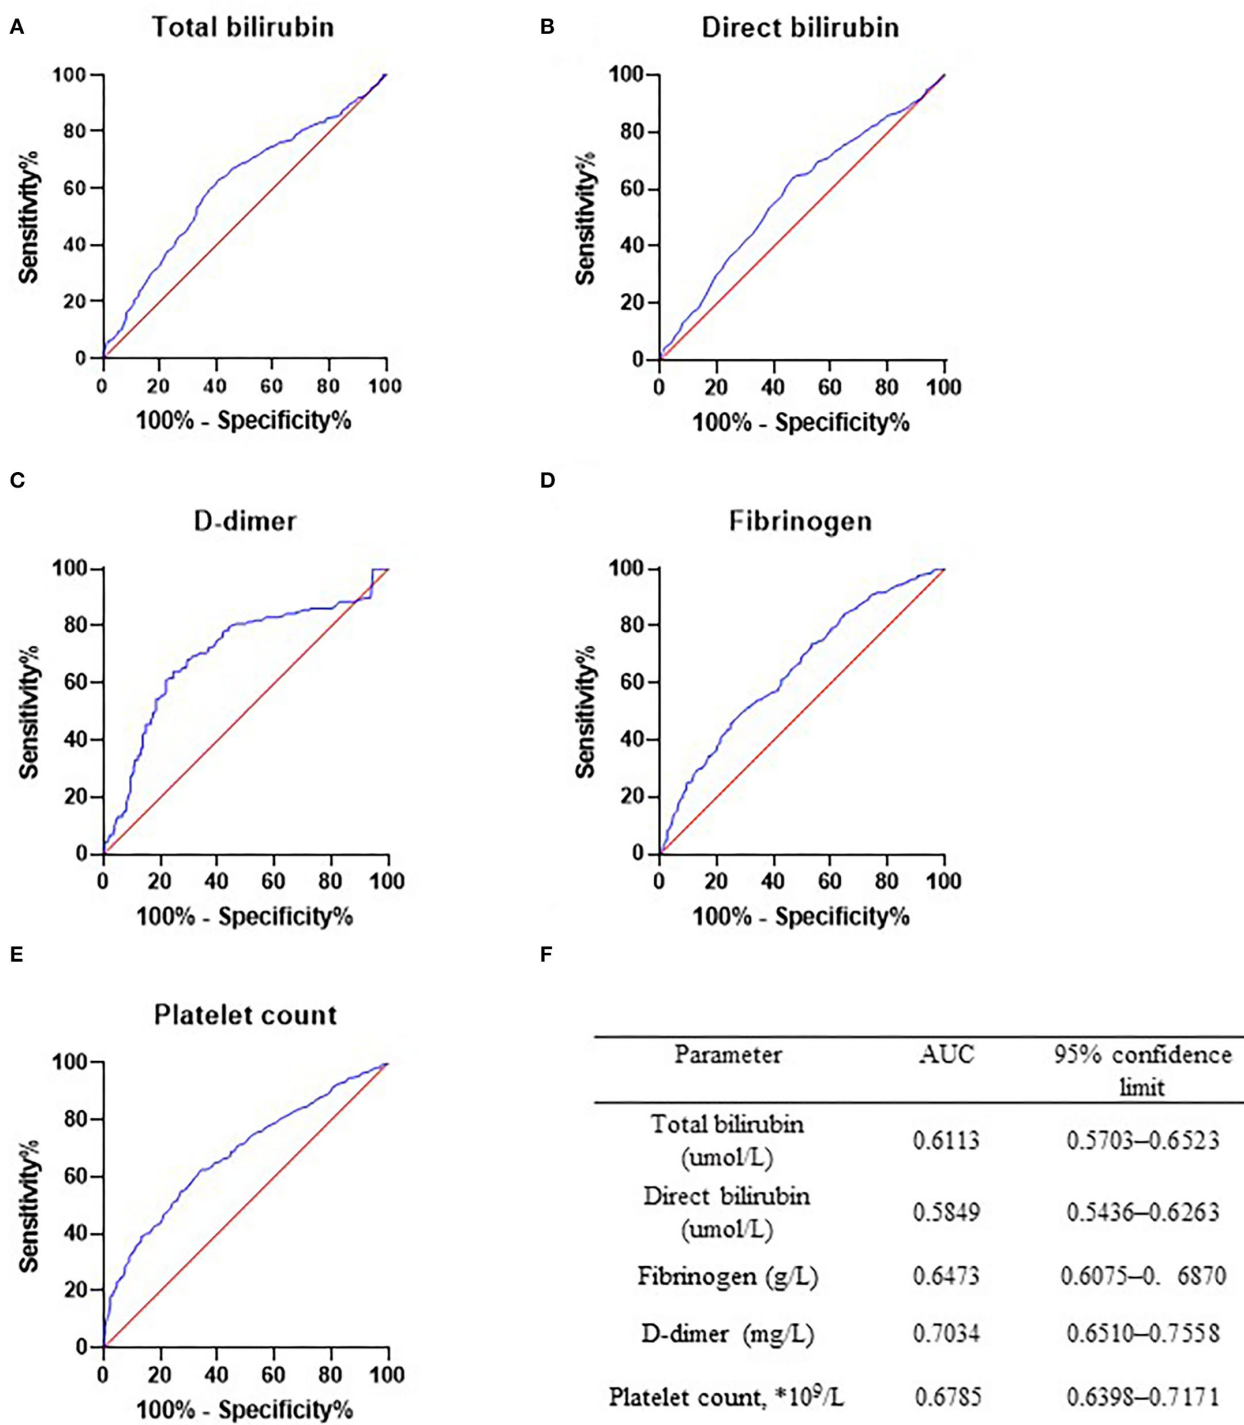 A
Total bilirubin
100
80
60
40
20
0
Sensitivity%
0 20 40 60 80 100
100% - Specificity%
B
Direct bilirubin
100
80
60
40
20
0
Sensitivity%
0 20 40 60 80 100
100% - Specificity%
C
D-dimer
100
80
60
40
20
0
Sensitivity%
0 20 40 60 80 100
100% - Specificity%
D
Fibrinogen
100
80
60
40
20
0
Sensitivity%
0 20 40 60 80 100
100% - Specificity%
E
Platelet count
100
80
60
40
20
0
Sensitivity%
0 20 40 60 80 100
100% - Specificity%
F
Parameter AUC 95% confidence
limit
Total bilirubin
(umol/L) 0.6113 0.5703–0.6523
Direct bilirubin
(umol/L) 0.5849 0.5436–0.6263
Fibrinogen (g/L) 0.6473 0.6075–0. 6870
D-dimer (mg/L) 0.7034 0.6510–0.7558
Platelet count, *10⁹/L 0.6785 0.6398–0.7171